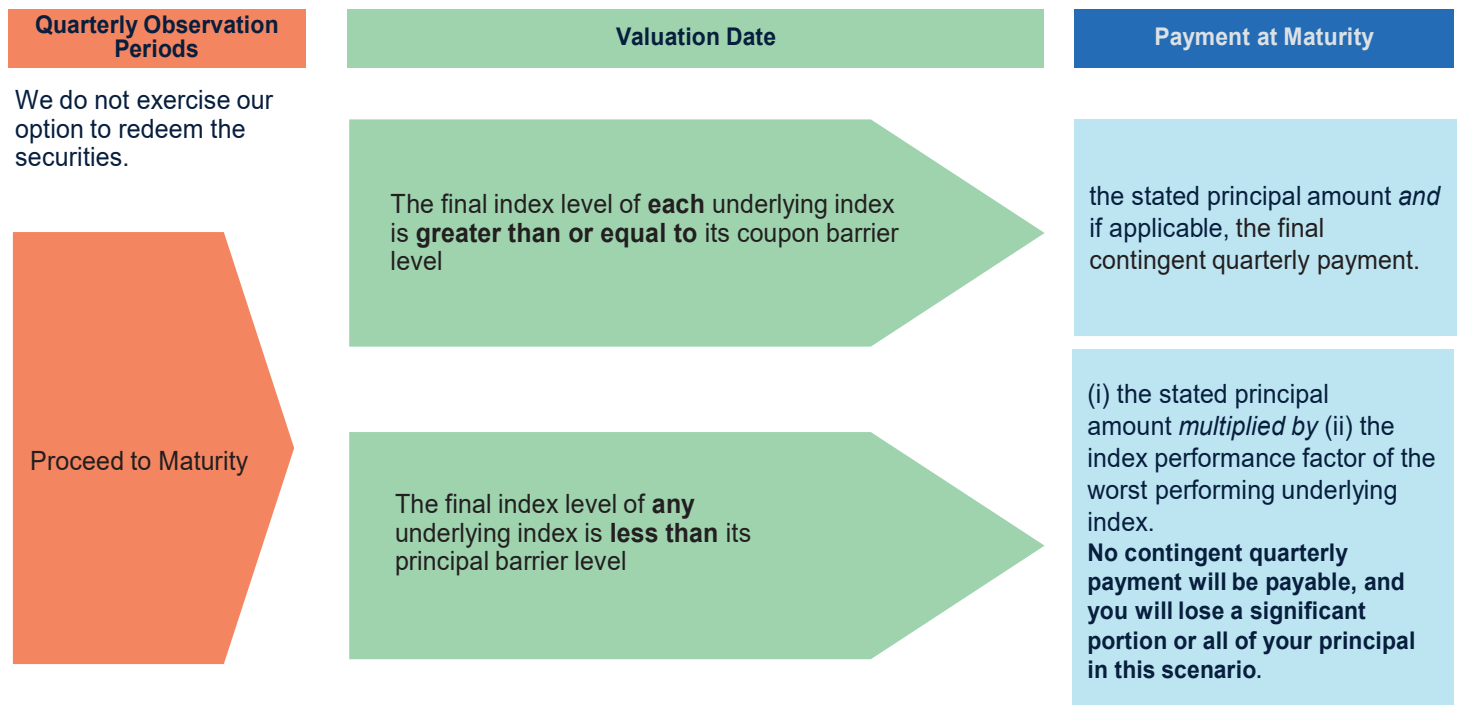 Quarterly Observation
Periods
Valuation Date
Payment at Maturity
We do not exercise our
option to redeem the
securities.
Proceed to Maturity
The final index level of each underlying index
is greater than or equal to its coupon barrier
level
the stated principal amount and
if applicable, the final
contingent quarterly payment.
The final index level of any
underlying index is less than its
principal barrier level
(i) the stated principal
amount multiplied by (ii) the
index performance factor of the
worst performing underlying
index.
No contingent quarterly
payment will be payable, and
you will lose a significant
portion or all of your principal
in this scenario.